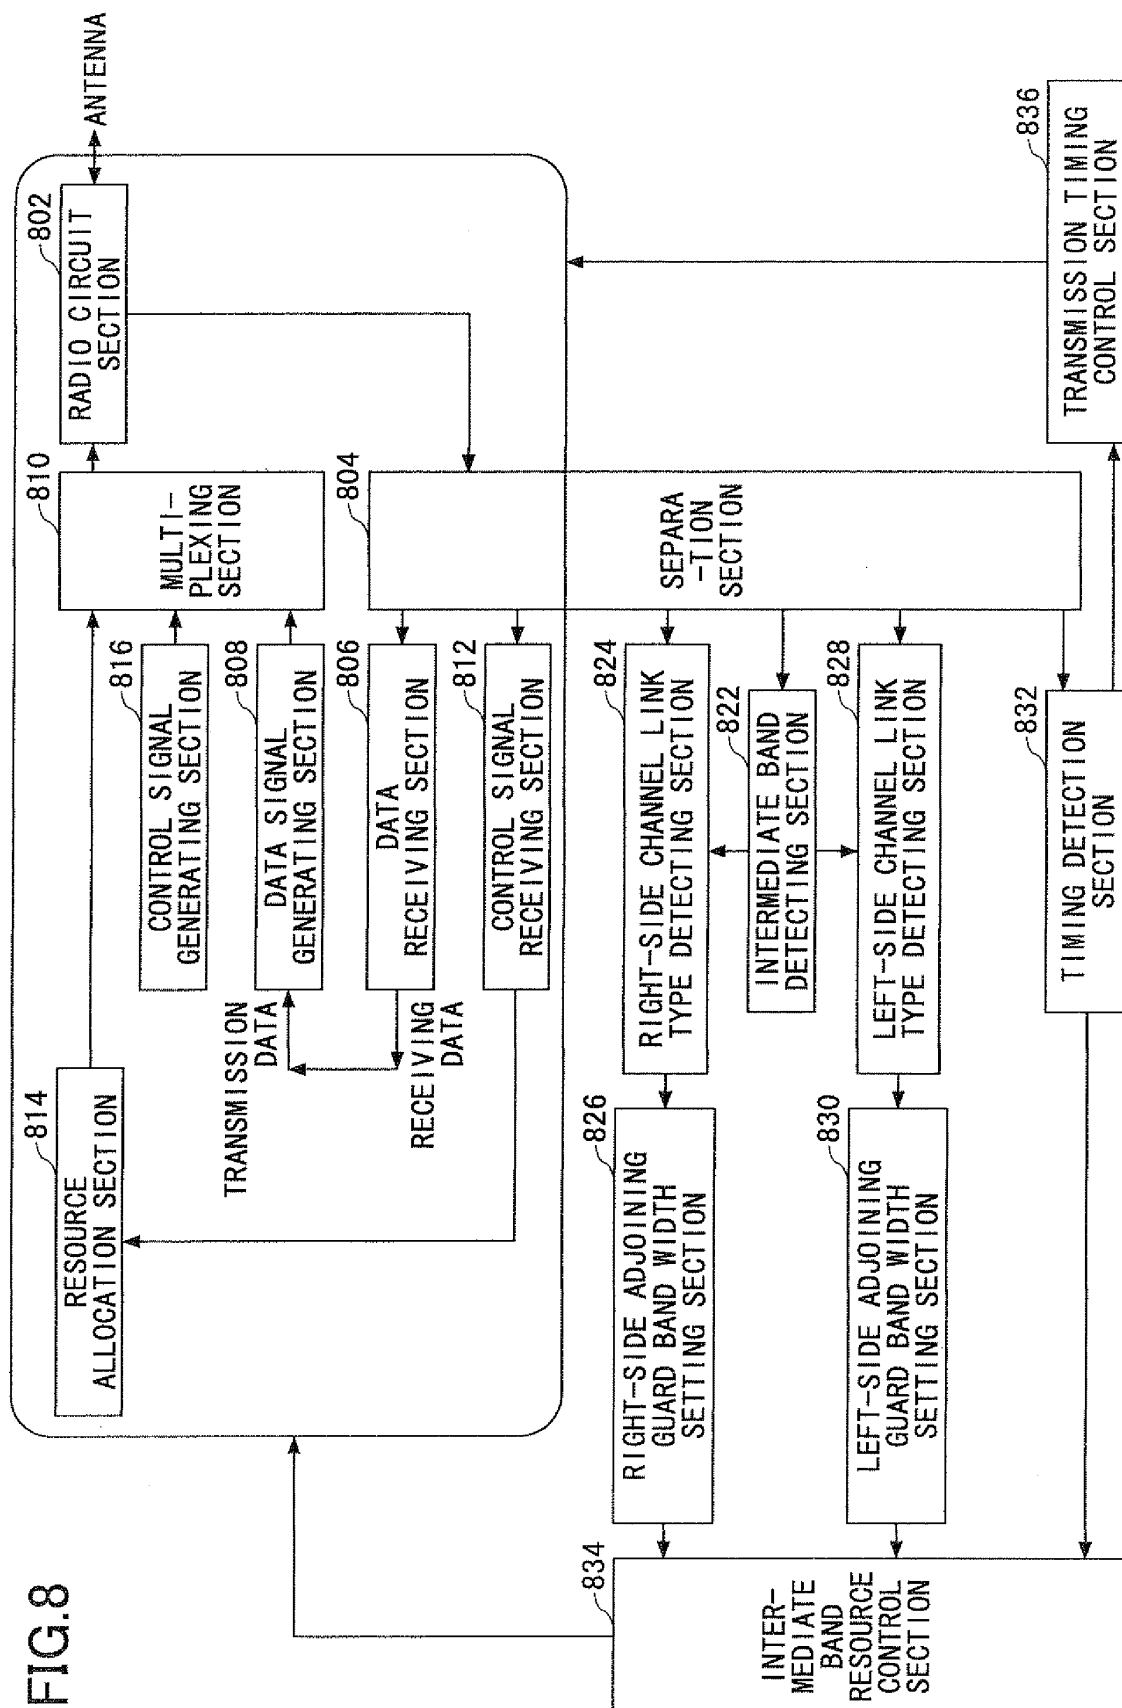 FIG.8
ANTENNA
802
RADIO CIRCUIT
SECTION
810
MULTI-
PLEXING
SECTION
804
SEPARA
-TION
SECTION
816
CONTROL SIGNAL
GENERATING SECTION
808
DATA SIGNAL
GENERATING SECTION
806
DATA
RECEIVING SECTION
812
CONTROL SIGNAL
RECEIVING SECTION
814
RESOURCE
ALLOCATION SECTION
TRANSMISSION
DATA
RECEIVING
DATA
824
RIGHT-SIDE CHANNEL LINK
TYPE DETECTING SECTION
822
INTERMEDIATE BAND
DETECTING SECTION
828
LEFT-SIDE CHANNEL LINK
TYPE DETECTING SECTION
826
RIGHT-SIDE ADJOINING
GUARD BAND WIDTH
SETTING SECTION
830
LEFT-SIDE ADJOINING
GUARD BAND WIDTH
SETTING SECTION
832
TIMING DETECTION
SECTION
834
INTER-
MEDIATE
BAND
RESOURCE
CONTROL
SECTION
836
TRANSMISSION TIMING
CONTROL SECTION